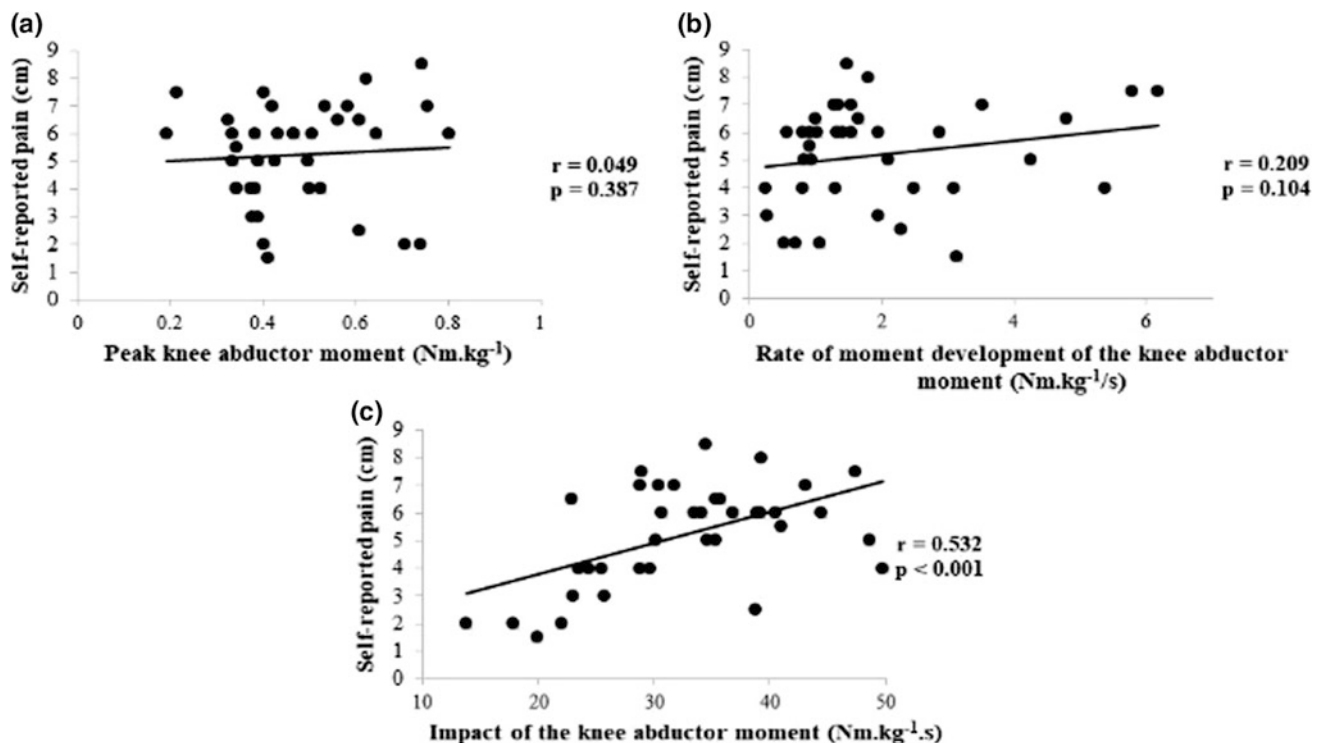 (a)
9
8
7
6
5
4
3
2
1
0
Self-reported pain (cm)
r = 0.049
p = 0.387
0 0.2 0.4 0.6 0.8 1
Peak knee abductor moment (Nm.kg⁻¹)
(b)
9
8
7
6
5
4
3
2
1
0
Self-reported pain (cm)
r = 0.209
p = 0.104
0 2 4 6
Rate of moment development of the knee abductor
moment (Nm.kg⁻¹/s)
(c)
9
8
7
6
5
4
3
2
1
0
Self-reported pain (cm)
r = 0.532
p < 0.001
10 20 30 40 50
Impact of the knee abductor moment (Nm.kg⁻¹.s)